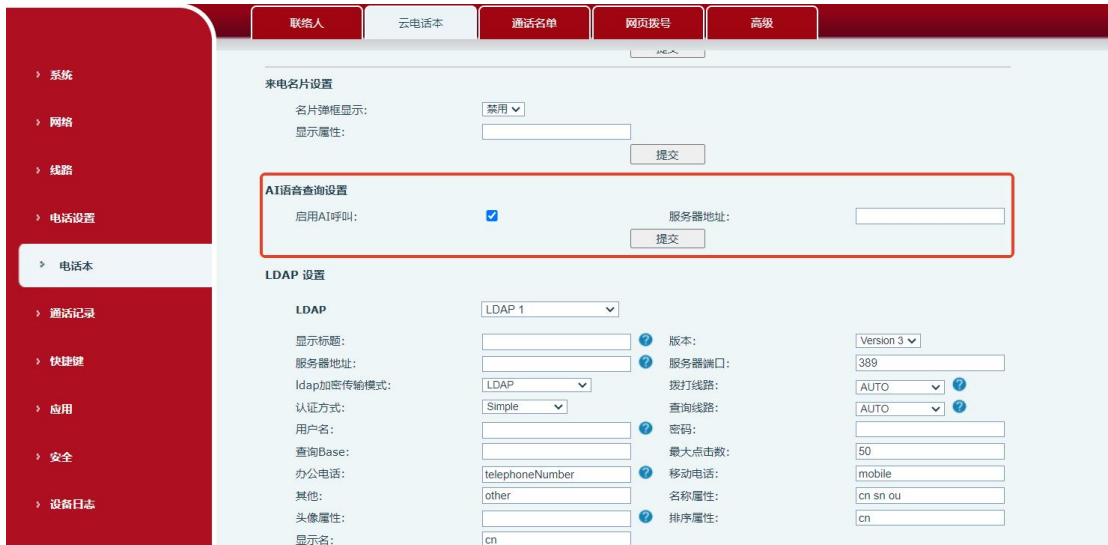 联络人 云电话本 通话名单 网页拨号 高级
系统
网络
线路
电话设置
电话本
通话记录
快捷键
应用
安全
设备日志
提交
来电名片设置
名片弹框显示: 禁用
显示属性:
提交
AI语音查询设置
启用AI呼叫: 服务器地址:
提交
LDAP 设置
LDAP LDAP 1
显示标题: 版本: Version 3
服务器地址: 服务器端口: 389
ldap加密传输模式: LDAP 拨打线路: AUTO
认证方式: Simple 查询线路: AUTO
用户名: 密码:
查询Base: 最大点击数: 50
办公电话: telephoneNumber 移动电话: mobile
其他: other 名称属性: cn sn ou
头像属性: 排序属性: cn
显示名: cn